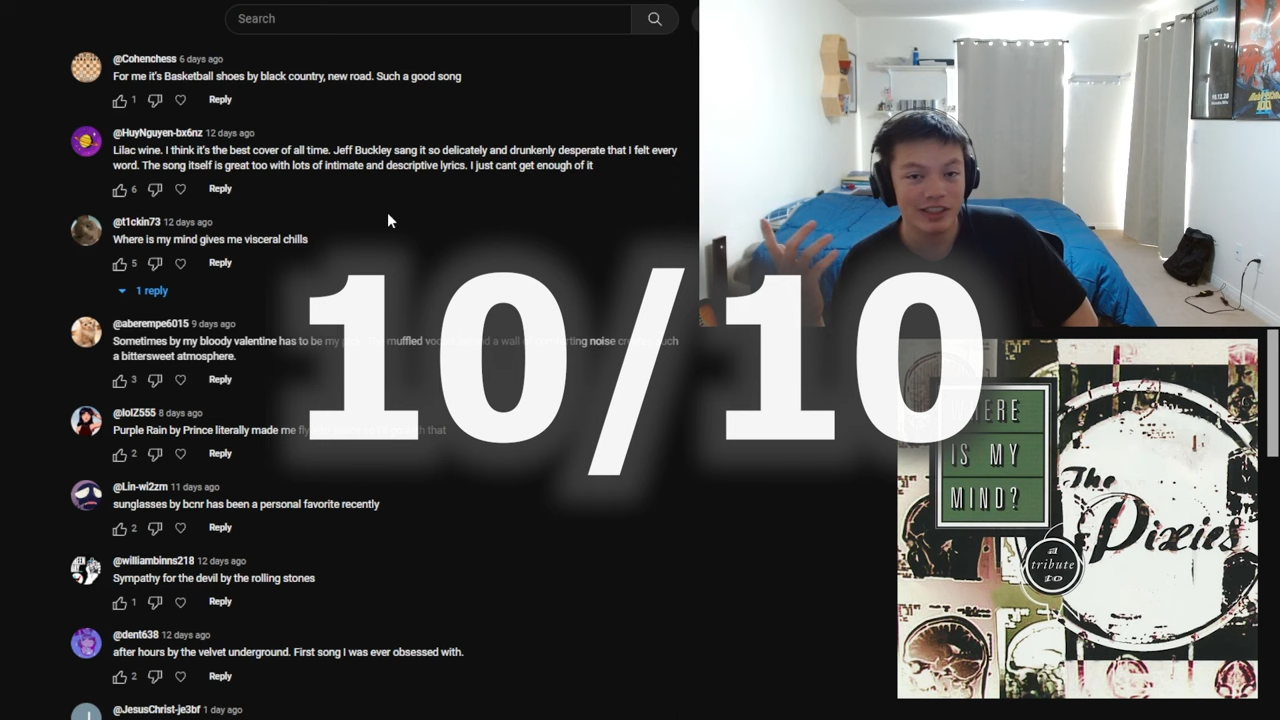 Search
@Cohenchess 6 days ago
For me it's Basketball shoes by black country, new road. Such a good song
1 Reply
@HuyNguyen-bx6nz 12 days ago
Lilac wine. I think it's the best cover of all time. Jeff Buckley sang it so delicately and drunkenly desperate that I felt every
word. The song itself is great too with lots of intimate and descriptive lyrics. I just cant get enough of it
6 Reply
@t1ckin73 12 days ago
Where is my mind gives me visceral chills
5 Reply
1 reply
10/10
@aberempe6015 9 days ago
Sometimes by my bloody valentine has to be my muffled noise such
a bittersweet atmosphere.
3 Reply
@lolZ555 8 days ago
Purple Rain by Prince literally made me that
2 Reply
@Lin-wi2zm 11 days ago
sunglasses by bcnr has been a personal favorite recently
2 Reply
@williambinns218 12 days ago
Sympathy for the devil by the rolling stones
1 Reply
@dent638 12 days ago
after hours by the velvet underground. First song I was ever obsessed with.
2 Reply
@JesusChrist-je3bf 1 day ago
J
WHERE
IS MY
MIND?
The
Pixies
a
tribute
to